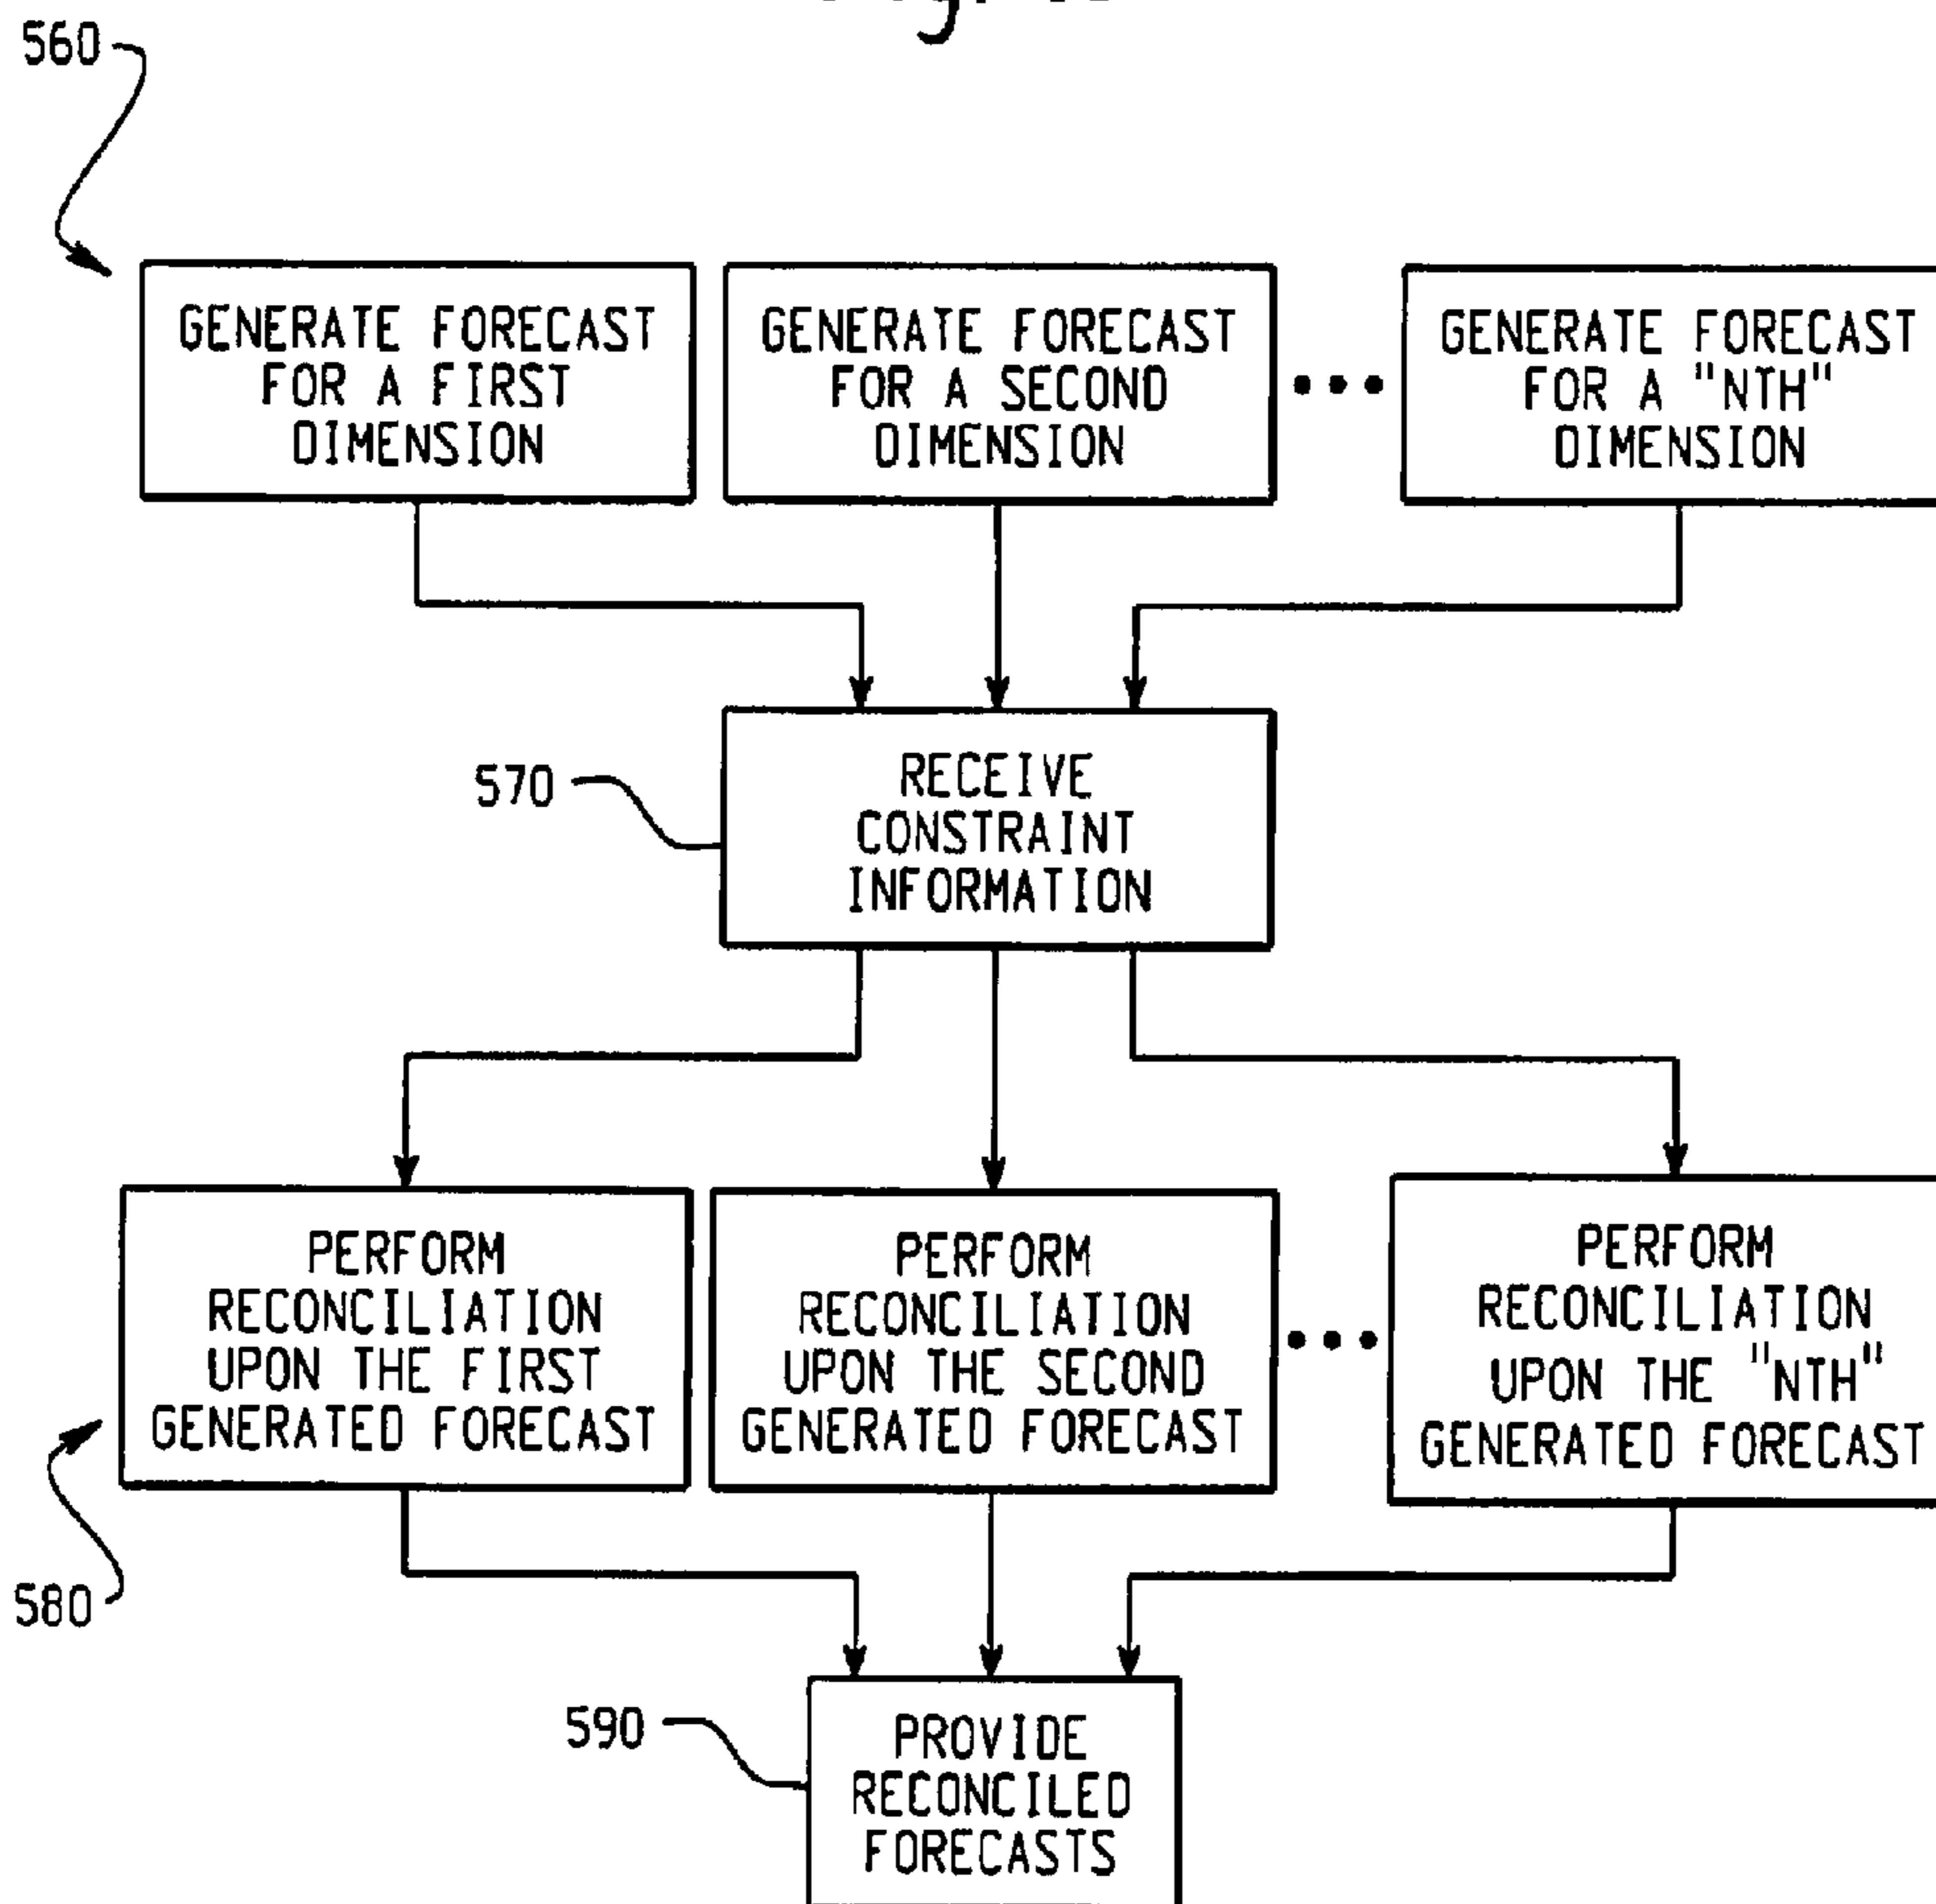 560
GENERATE FORECAST
FOR A FIRST
DIMENSION
GENERATE FORECAST
FOR A SECOND
DIMENSION
GENERATE FORECAST
FOR A "NTH"
DIMENSION
570
RECEIVE
CONSTRAINT
INFORMATION
PERFORM
RECONCILIATION
UPON THE FIRST
GENERATED FORECAST
PERFORM
RECONCILIATION
UPON THE SECOND
GENERATED FORECAST
PERFORM
RECONCILIATION
UPON THE "NTH"
GENERATED FORECAST
580
590
PROVIDE
RECONCILED
FORECASTS